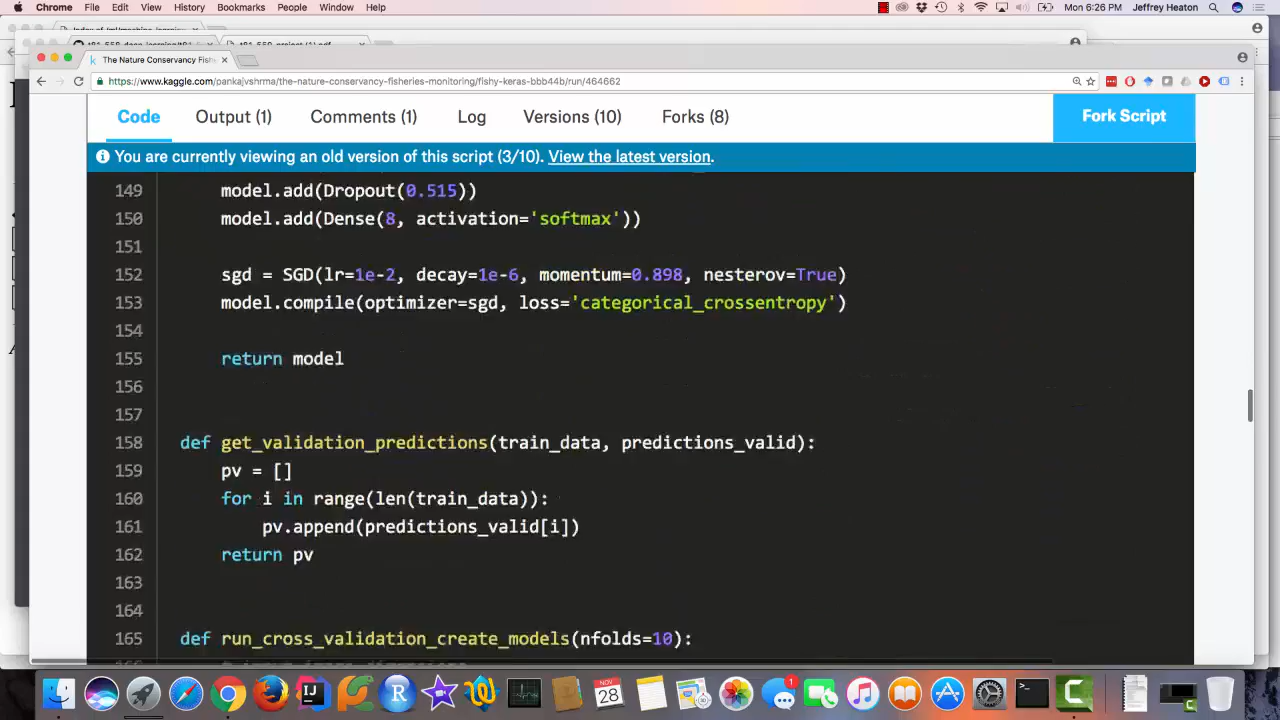 Chrome File Edit View History Bookmarks People Window Help Mon 6:26 PM Jeffrey Heaton
The Nature Conservancy Fish
https://www.kaggle.com/pankajvshrma/the-nature-conservancy-fisheries-monitoring/fishy-keras-bbb44b/run/464662
Code Output (1) Comments (1) Log Versions (10) Forks (8) Fork Script
You are currently viewing an old version of this script (3/10). View the latest version.
149 model.add(Dropout(0.515))
150 model.add(Dense(8, activation='softmax'))
151
152 sgd = SGD(lr=1e-2, decay=1e-6, momentum=0.898, nesterov=True)
153 model.compile(optimizer=sgd, loss='categorical_crossentropy')
154
155 return model
156
157
158 def get_validation_predictions(train_data, predictions_valid):
159 pv = []
160 for i in range(len(train_data)):
161 pv.append(predictions_valid[i])
162 return pv
163
164
165 def run_cross_validation_create_models(nfolds=10):
NOV
28
1